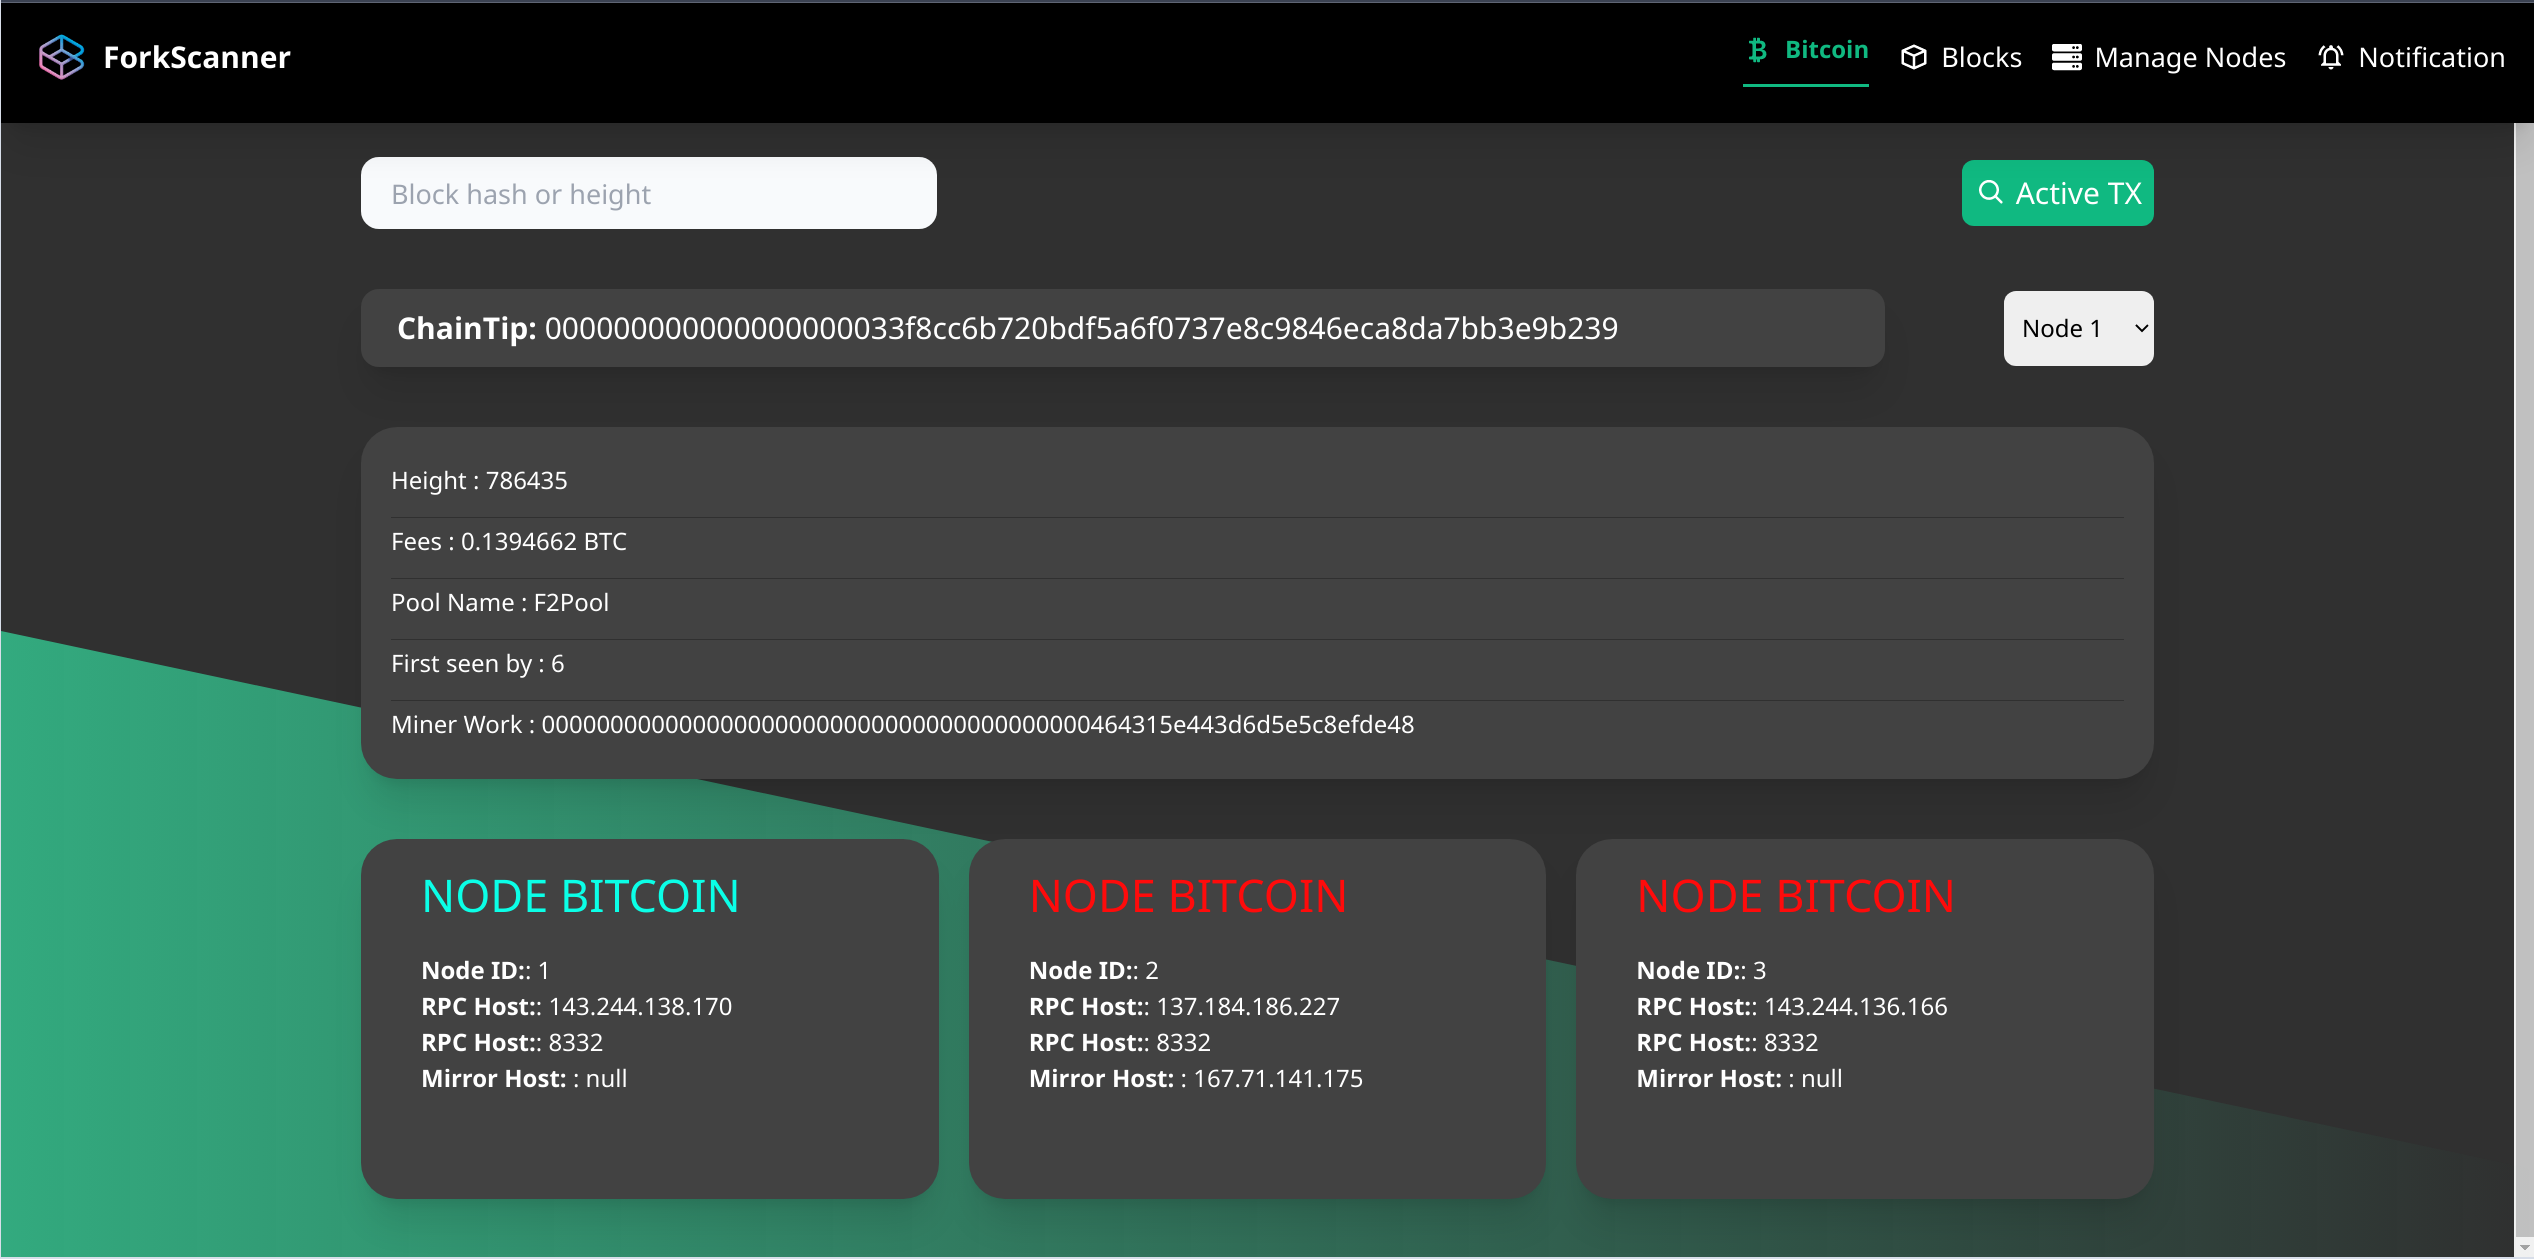 ForkScanner
Bitcoin Blocks Manage Nodes Notification
Block hash or height
Active TX
ChainTip: 00000000000000000003​3f8cc6b720bdf5a6f0737e8c9846eca8da7bb3e9b239
Node 1
Height : 786435
Fees : 0.1394662 BTC
Pool Name : F2Pool
First seen by : 6
Miner Work : 0000000000000000000000000000000000000000464315e443d6d5e5c8efde48
NODE BITCOIN
Node ID:: 1
RPC Host:: 143.244.138.170
RPC Host:: 8332
Mirror Host: : null
NODE BITCOIN
Node ID:: 2
RPC Host:: 137.184.186.227
RPC Host:: 8332
Mirror Host: : 167.71.141.175
NODE BITCOIN
Node ID:: 3
RPC Host:: 143.244.136.166
RPC Host:: 8332
Mirror Host: : null